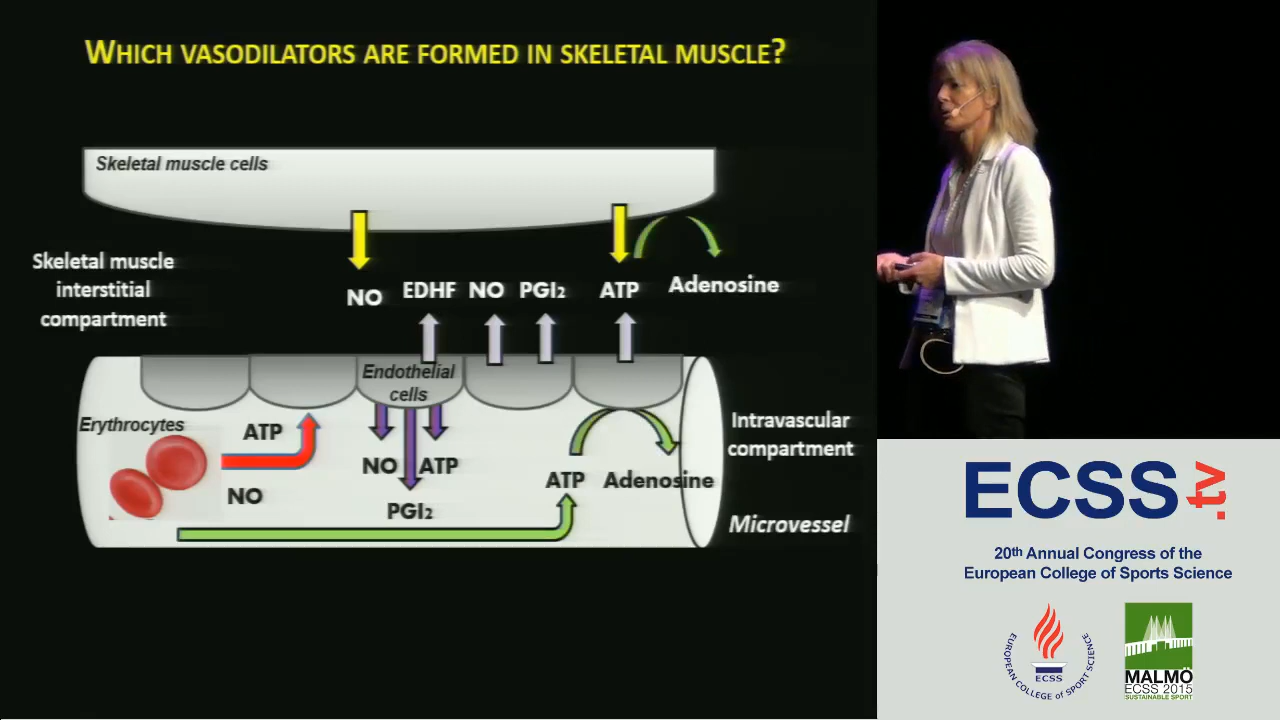 WHICH VASODILATORS ARE FORMED IN SKELETAL MUSCLE?
Skeletal muscle cells
Skeletal muscle
interstitial
compartment
NO
EDHF
NO
PGI₂
ATP
Adenosine
Endothelial
cells
Erythrocytes
ATP
NO
NO
ATP
PGI₂
ATP
Adenosine
Intravascular
compartment
Microvessel
ECSS.tv
20th Annual Congress of the
European College of Sports Science
EUROPEAN COLLEGE OF SPORT SCIENCE
ECSS
MALMÖ
ECSS 2015
SUSTAINABLE SPORT